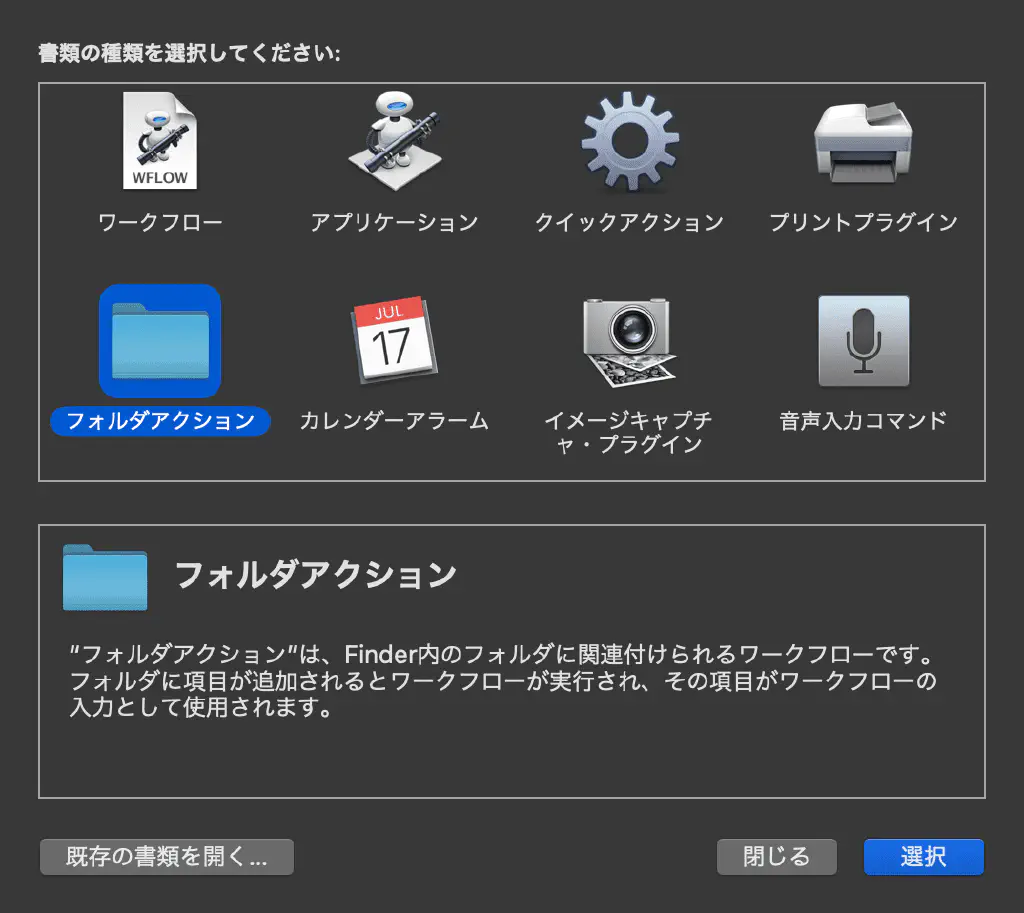 書類の種類を選択してください:
WFLOW
ワークフロー
アプリケーション
クイックアクション
プリントプラグイン
フォルダアクション
JUL
17
カレンダーアラーム
イメージキャプチ
ャ・プラグイン
音声入力コマンド
フォルダアクション
“フォルダアクション”は、Finder内のフォルダに関連付けられるワークフローです。
フォルダに項目が追加されるとワークフローが実行され、その項目がワークフローの
入力として使用されます。
既存の書類を開く...
閉じる
選択